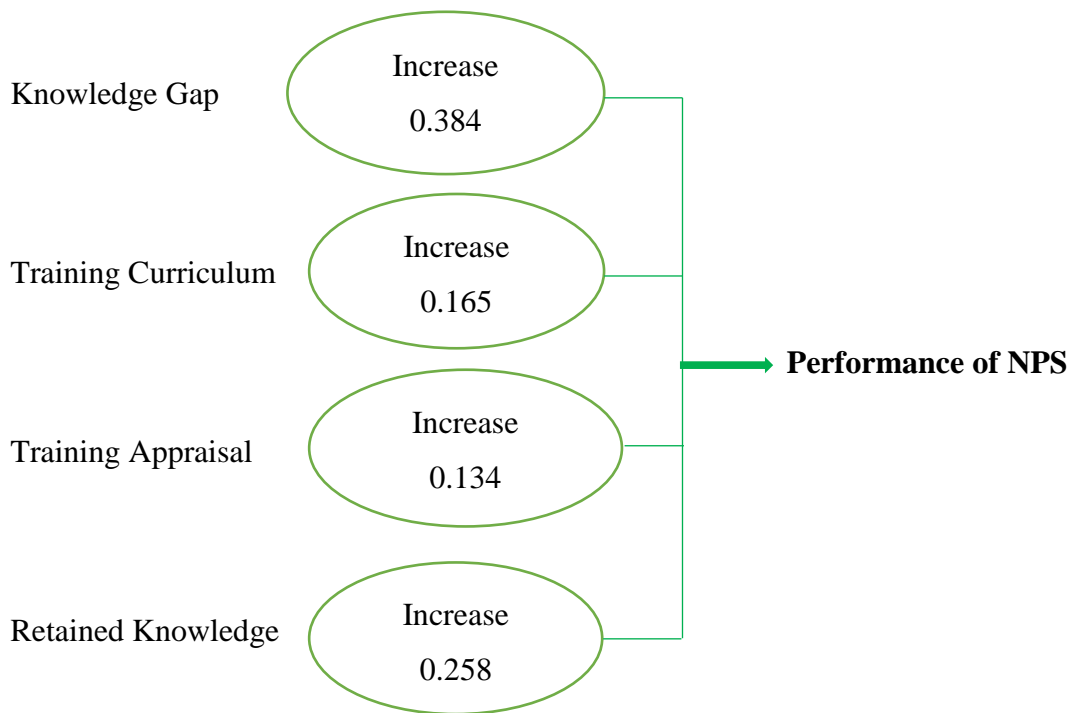 Knowledge Gap
Increase
0.384
Training Curriculum
Increase
0.165
Performance of NPS
Training Appraisal
Increase
0.134
Retained Knowledge
Increase
0.258